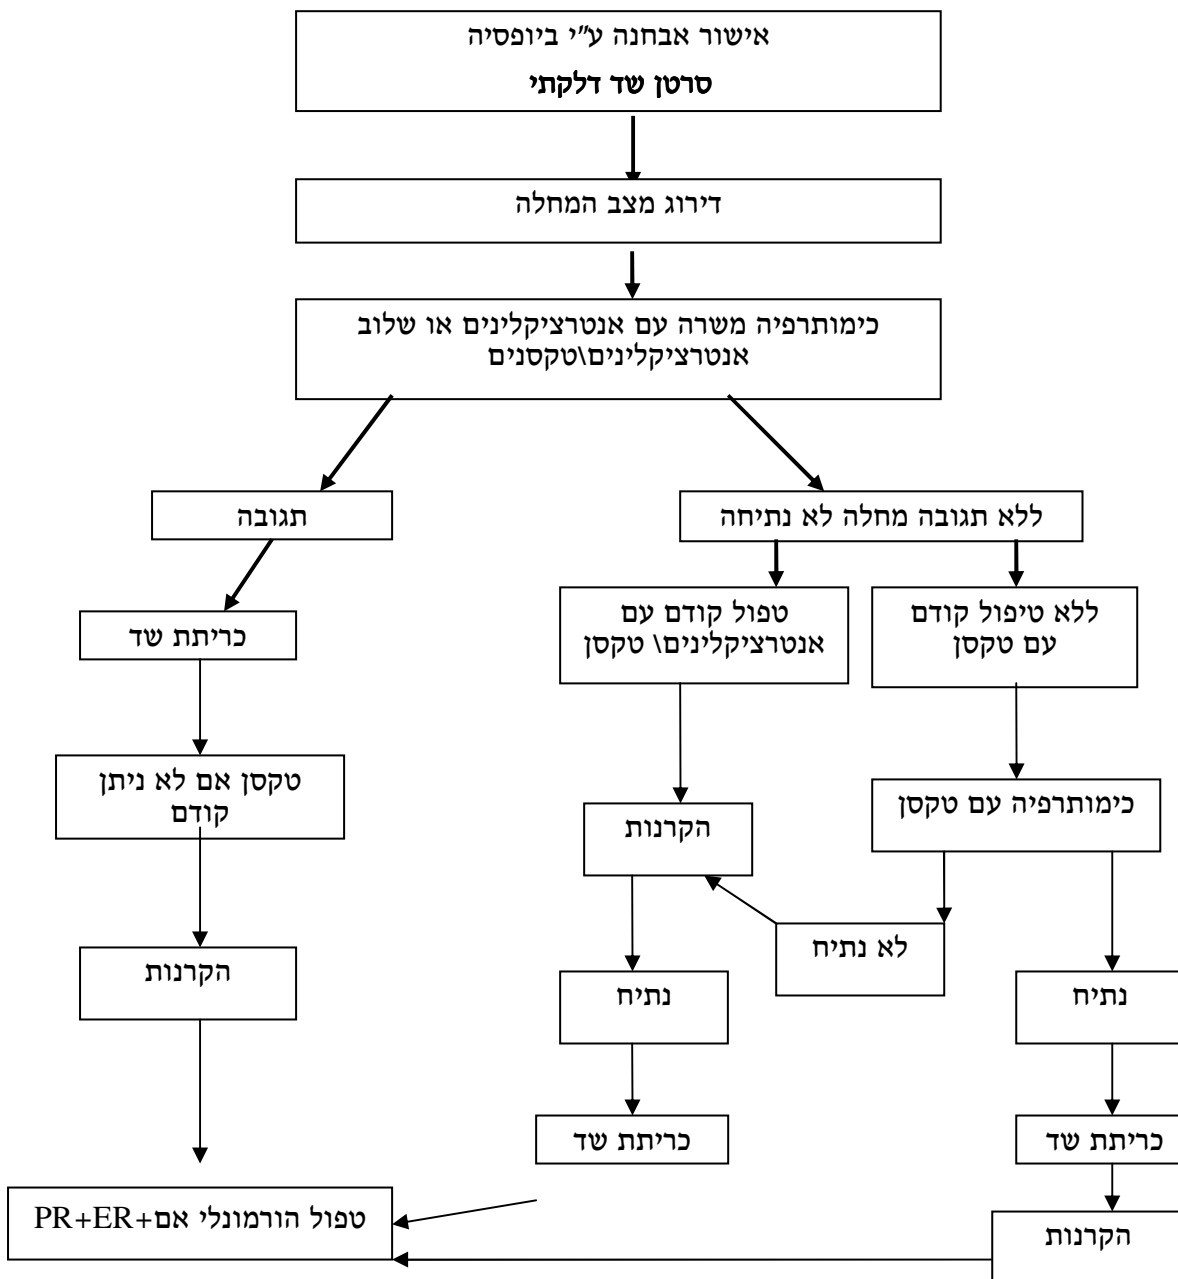 אישור אבחנה ע"י ביופסיה
סרטן שד דלקתי
דירוג מצב המחלה
כימותרפיה משרה עם אנטרציקלינים או שלוב
אנטרציקלינים\טקסנים
ללא תגובה מחלה לא נתיחה
תגובה
ללא טיפול קודם
עם טקסן
טפול קודם עם
אנטרציקלינים\ טקסן
כריתת שד
טקסן אם לא ניתן
קודם
כימותרפיה עם טקסן
הקרנות
לא נתיח
הקרנות
נתיח
נתיח
כריתת שד
כריתת שד
הקרנות
טפול הורמונלי אם+PR+ER